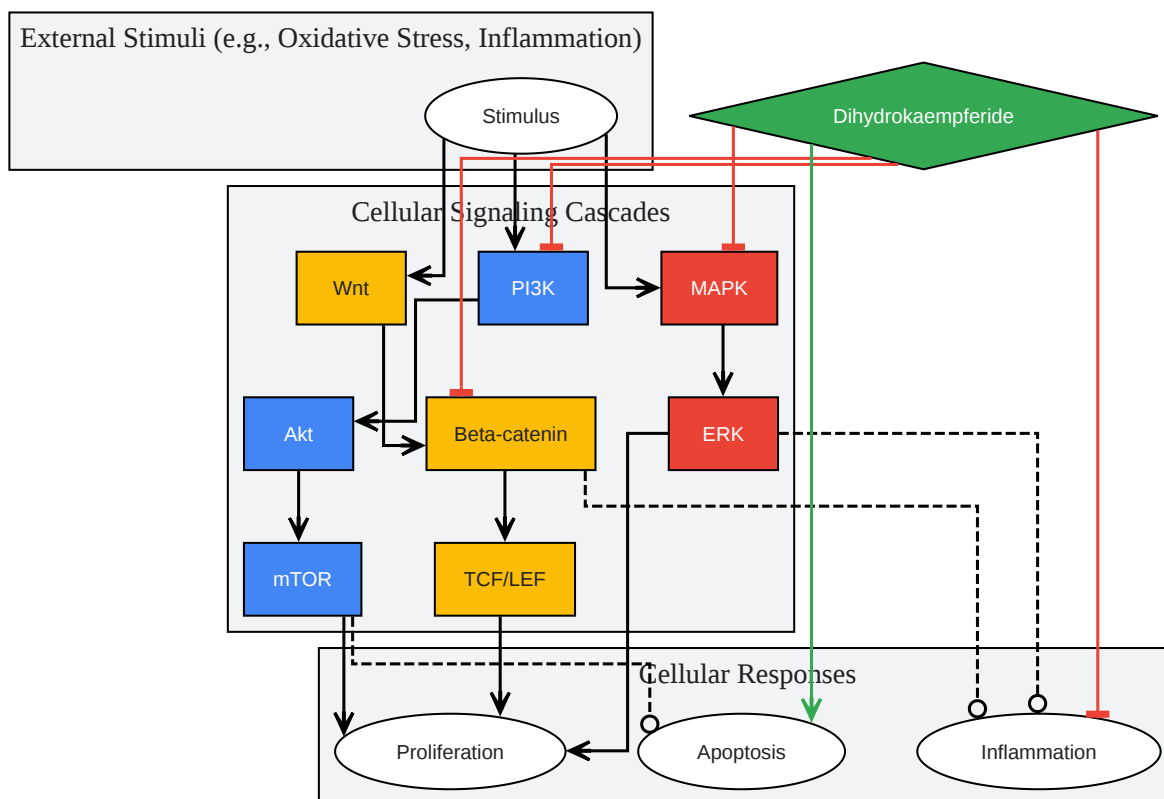 External Stimuli (e.g., Oxidative Stress, Inflammation)
Stimulus
Dihydrokaempferide
Cellular Signaling Cascades
Wnt
PI3K
MAPK
Akt
Beta-catenin
ERK
mTOR
TCF/LEF
Cellular Responses
Proliferation
Apoptosis
Inflammation